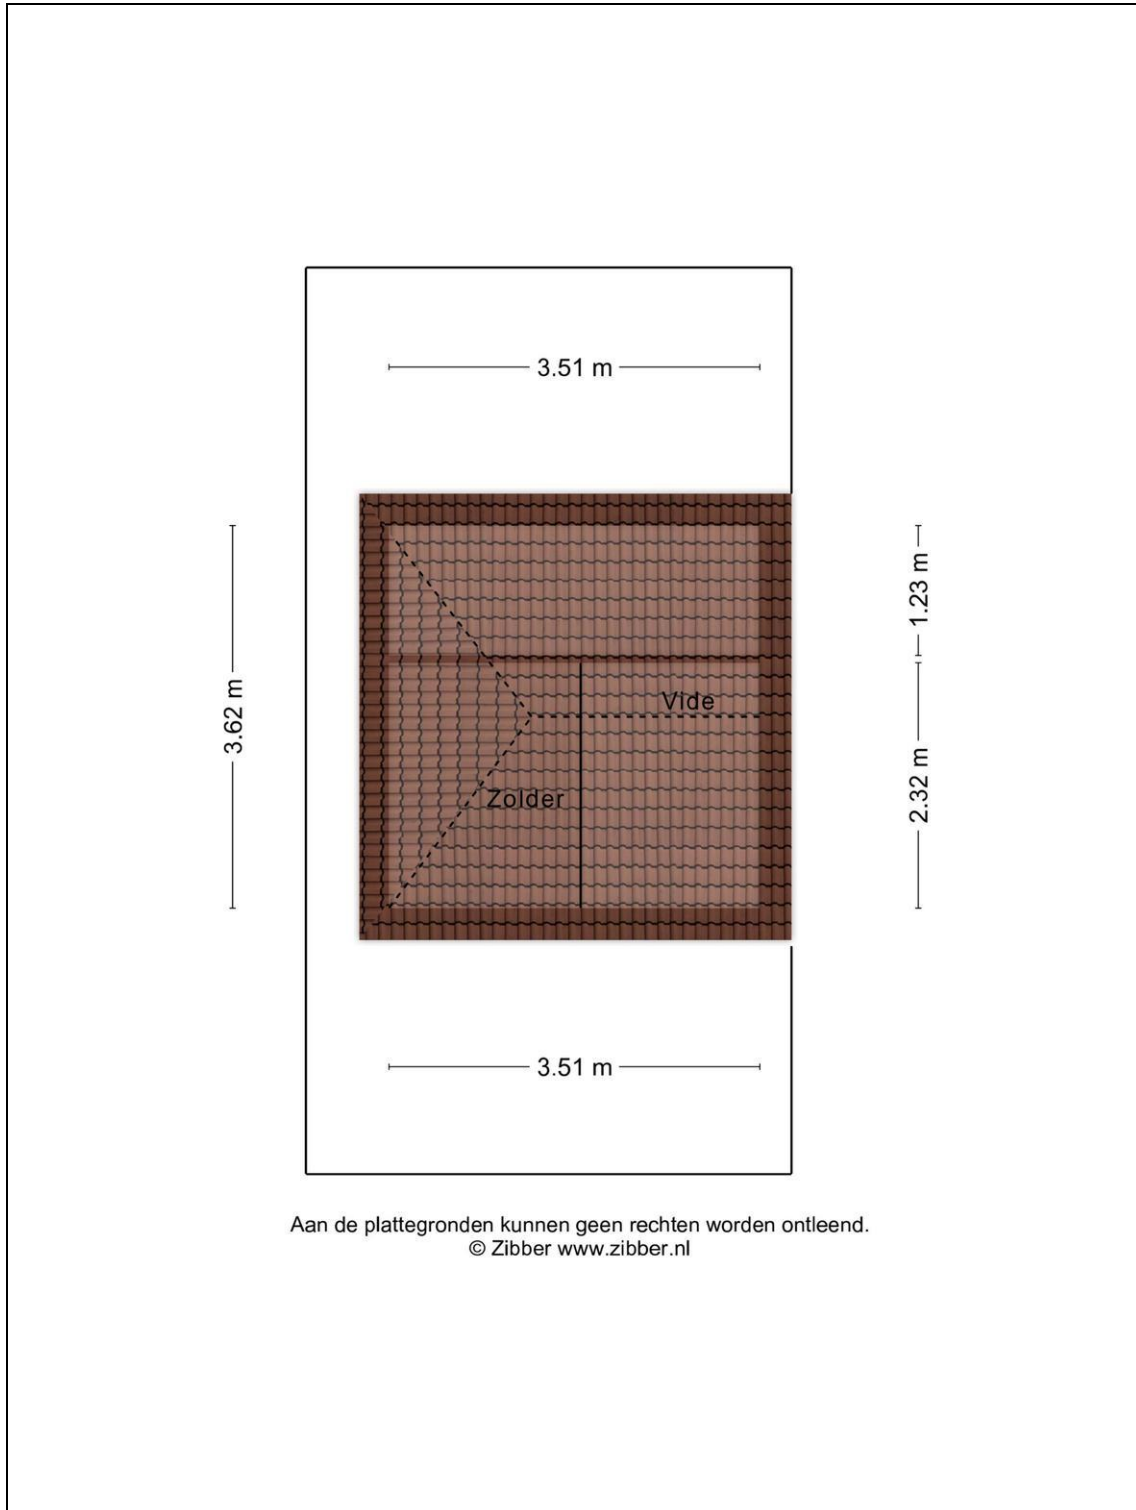 3.51 m
1.23 m
3.62 m
Vide
2.32 m
Zolder
3.51 m
Aan de plattegronden kunnen geen rechten worden ontleend.
© Zibber www.zibber.nl